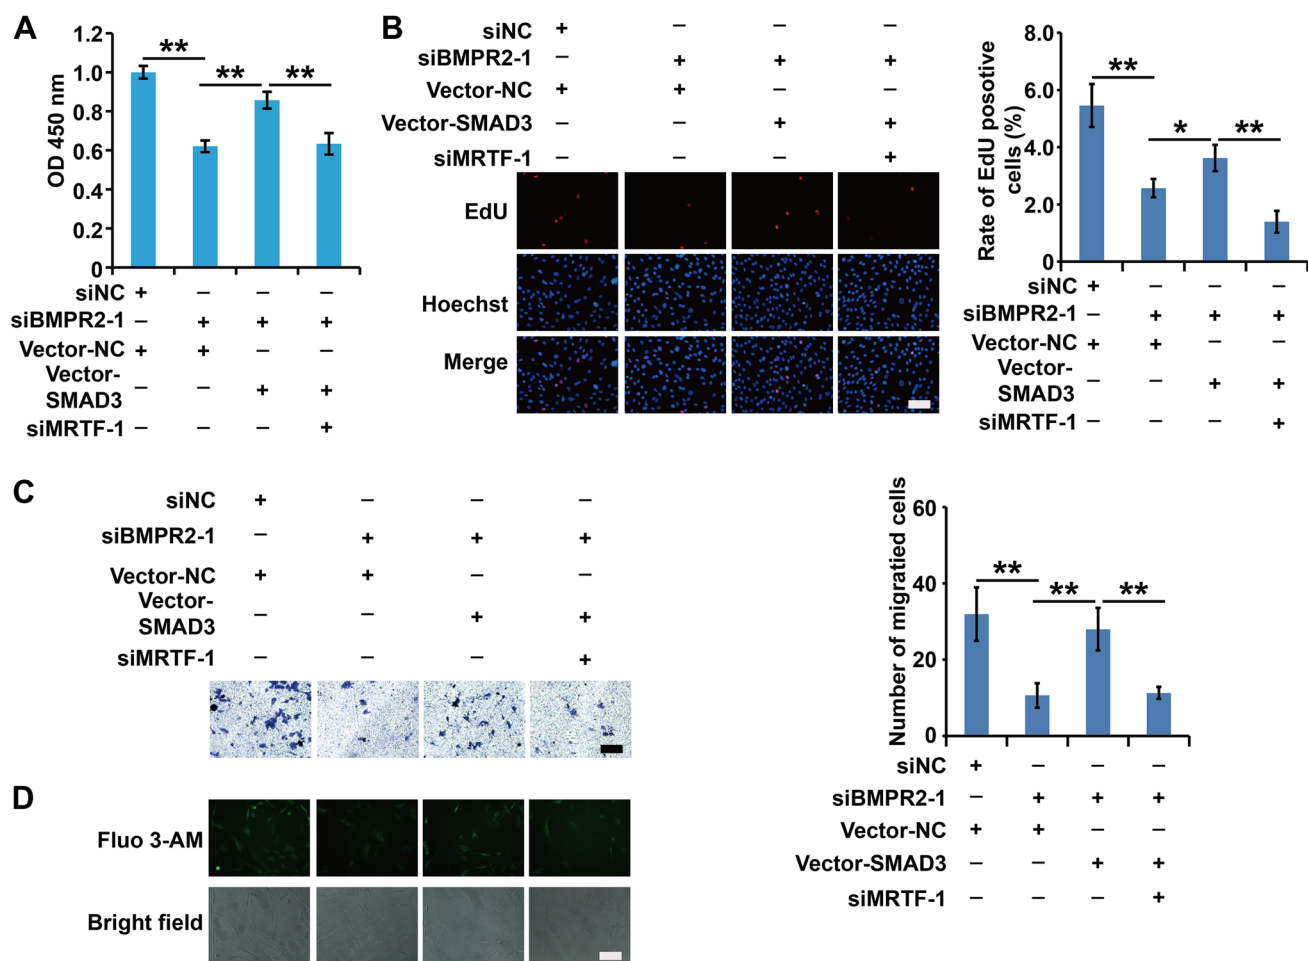 A
OD 450 nm
1.2
1.0
0.8
0.6
0.4
0.2
0
** ** **
siNC + – – –
siBMPR2-1 – + + +
Vector-NC + + – –
Vector-
SMAD3 – – + +
siMRTF-1 – – – +
B
siNC + – – –
siBMPR2-1 – + + +
Vector-NC + + – –
Vector-SMAD3 – – + +
siMRTF-1 – – – +
EdU
Hoechst
Merge
Rate of EdU posotive
cells (%)
8.0
6.0
4.0
2.0
0.0
** * **
siNC + – – –
siBMPR2-1 – + + +
Vector-NC + + – –
Vector-
SMAD3 – – + +
siMRTF-1 – – – +
C
siNC + – – –
siBMPR2-1 – + + +
Vector-NC + + – –
Vector-
SMAD3 – – + +
siMRTF-1 – – – +
Number of migratied cells
60
40
20
0
** ** **
siNC + – – –
siBMPR2-1 – + + +
Vector-NC + + – –
Vector-SMAD3 – – + +
siMRTF-1 – – – +
D
Fluo 3-AM
Bright field